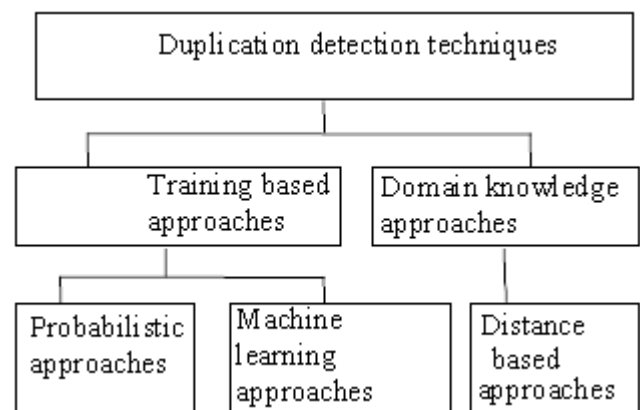 Duplication detection techniques
Training based
approaches
Domain knowledge
approaches
Probabilistic
approaches
Machine
learning
approaches
Distance
based
approaches